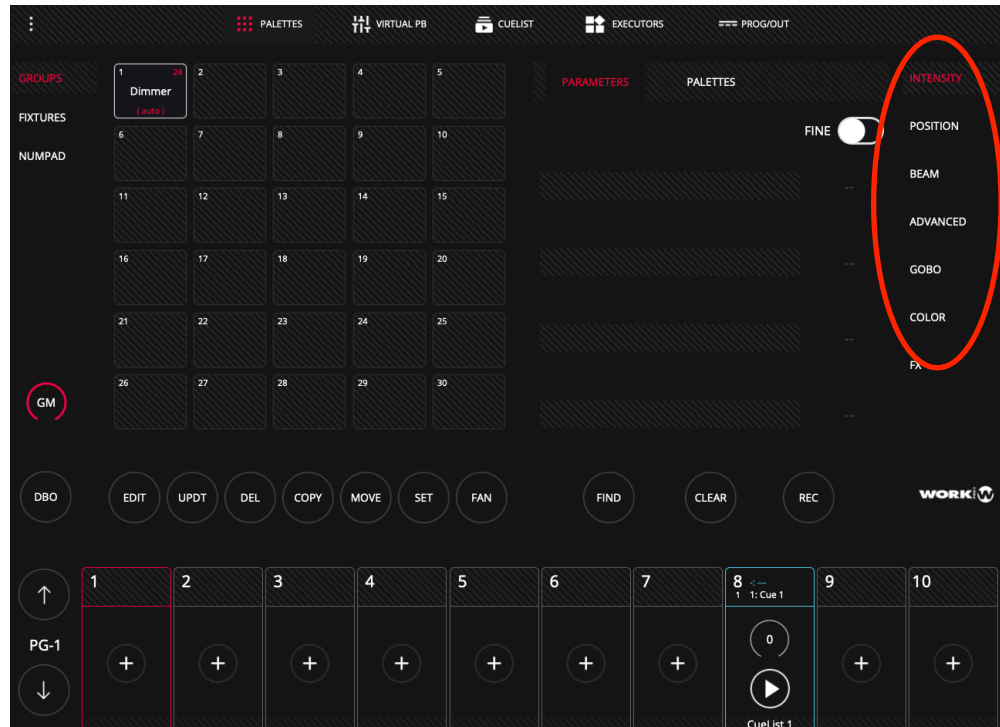 PALETTES VIRTUAL PB CUELIST EXECUTORS PROG/OUT
GROUPS
FIXTURES
NUMPAD
1 24
Dimmer
( auto )
2
3
4
5
6
7
8
9
10
11
12
13
14
15
16
17
18
19
20
21
22
23
24
25
26
27
28
29
30
PARAMETERS PALETTES
FINE
--
--
--
--
INTENSITY
POSITION
BEAM
ADVANCED
GOBO
COLOR
FX
GM
DBO EDIT UPDT DEL COPY MOVE SET FAN FIND CLEAR REC
WORK
PG-1
1
+
2
+
3
+
4
+
5
+
6
+
7
+
8 -: ---
1 1: Cue 1
0
CueList 1
9
+
10
+